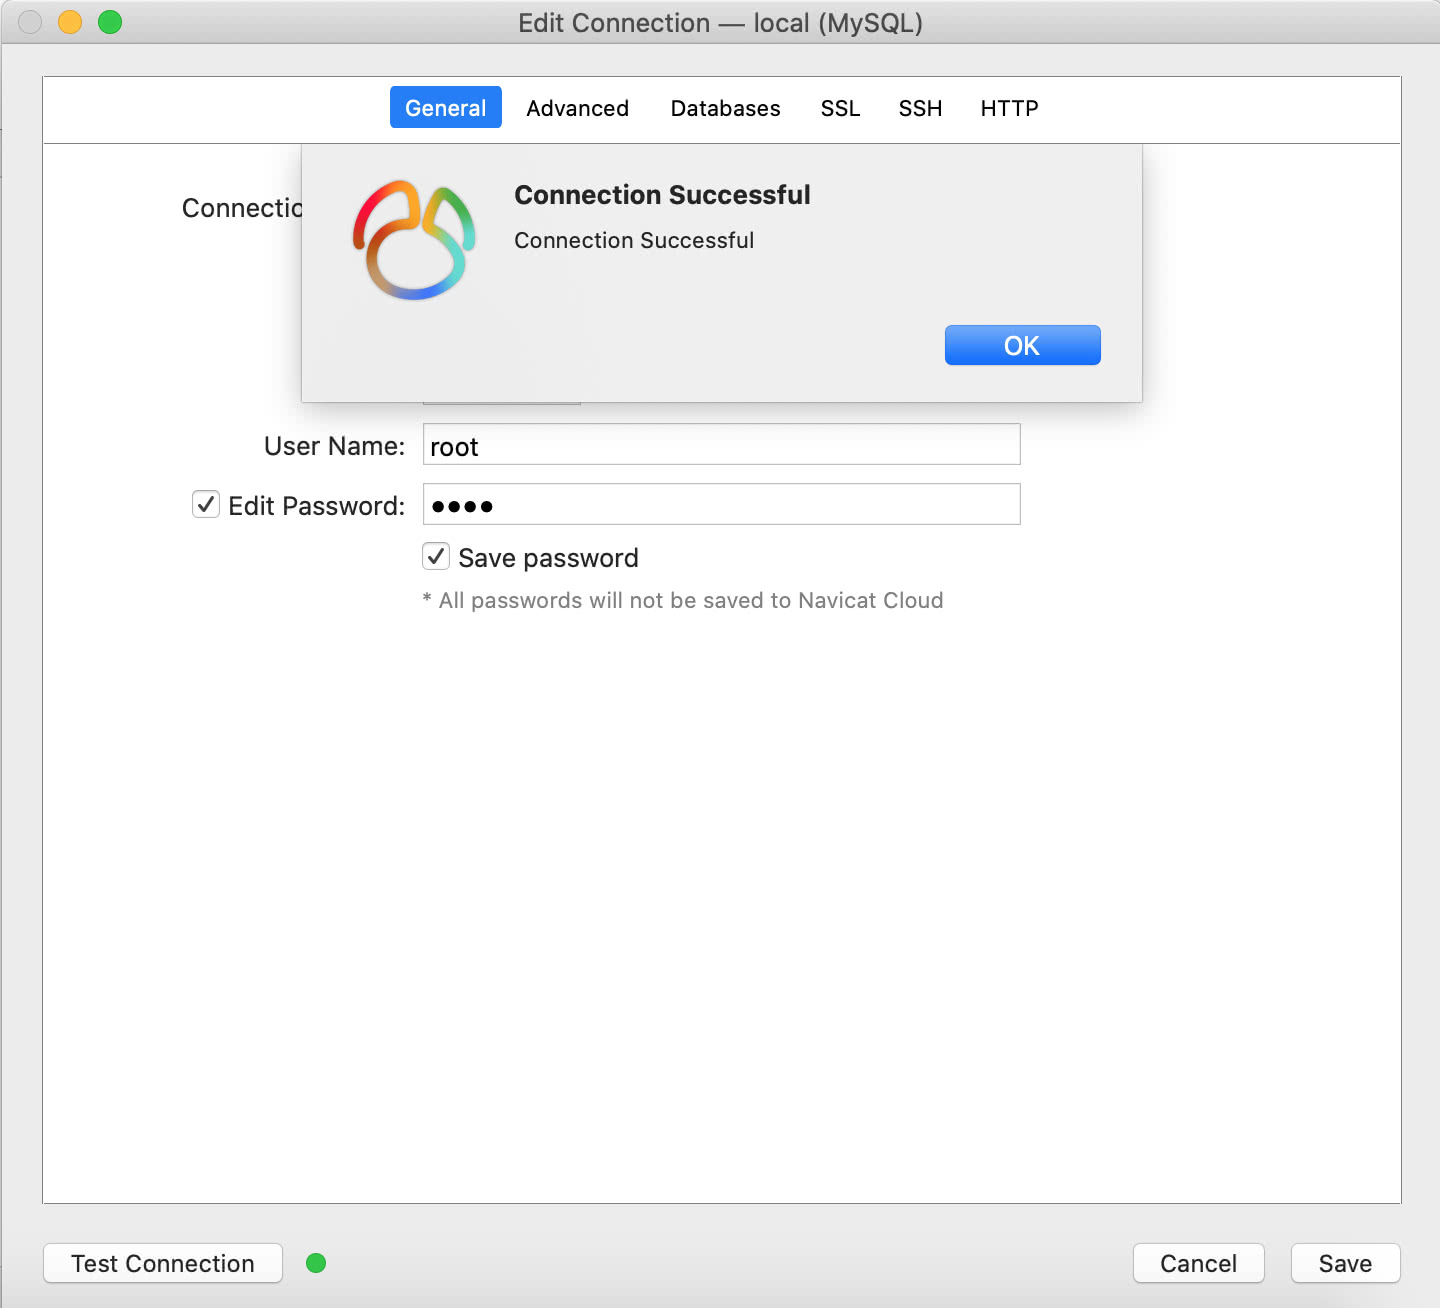 Edit Connection — local (MySQL)
General Advanced Databases SSL SSH HTTP
Connection Successful
Connection Successful
OK
User Name: root
Edit Password: ••••
Save password
* All passwords will not be saved to Navicat Cloud
Test Connection Cancel Save